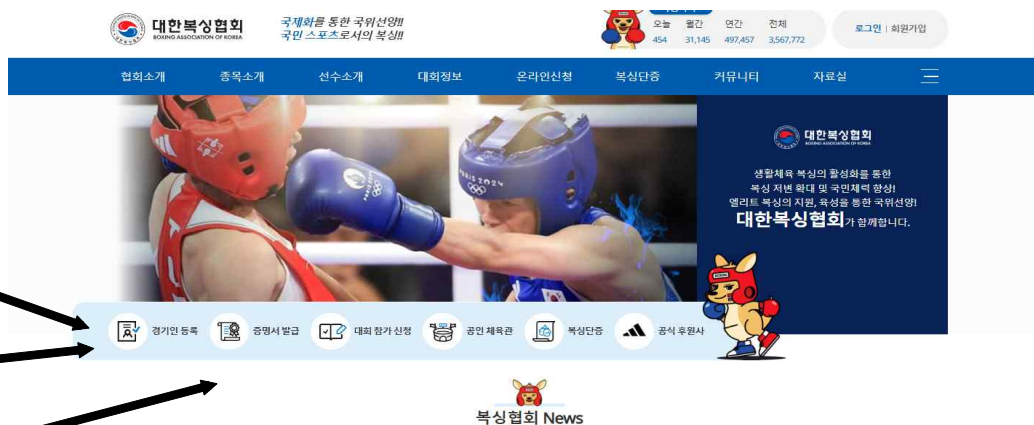 대한복싱협회
BOXING ASSOCIATION OF KOREA
국제화를 통한 국위선양!!
국민 스포츠로서의 복싱!!
오늘 월간 연간 전체
454 31,145 497,457 3,567,772
로그인 | 회원가입
협회소개 종목소개 선수소개 대회정보 온라인신청 복싱단증 커뮤니티 자료실
PARIS 2024
대한복싱협회
BOXING ASSOCIATION OF KOREA
생활체육 복싱의 활성화를 통한
복싱 저변 확대 및 국민체력 향상!
엘리트 복싱의 지원, 육성을 통한 국위선양!
대한복싱협회가 함께합니다.
경기인 등록 증명서 발급 대회 참가 신청 공인 체육관 복싱단증 공식 후원사
복싱협회 News